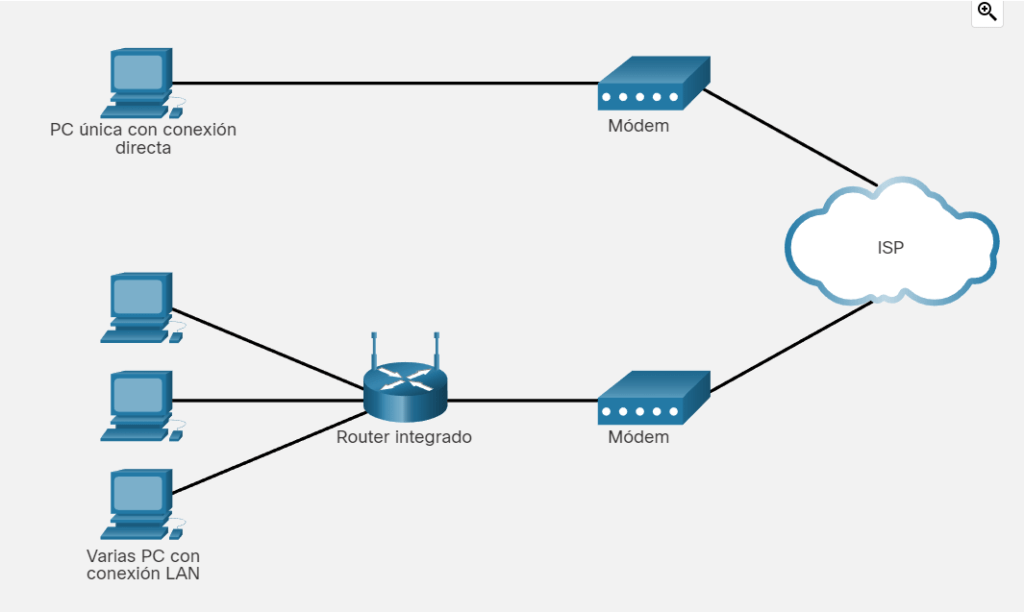 PC única con conexión
directa
Módem
ISP
Router integrado
Módem
Varias PC con
conexión LAN